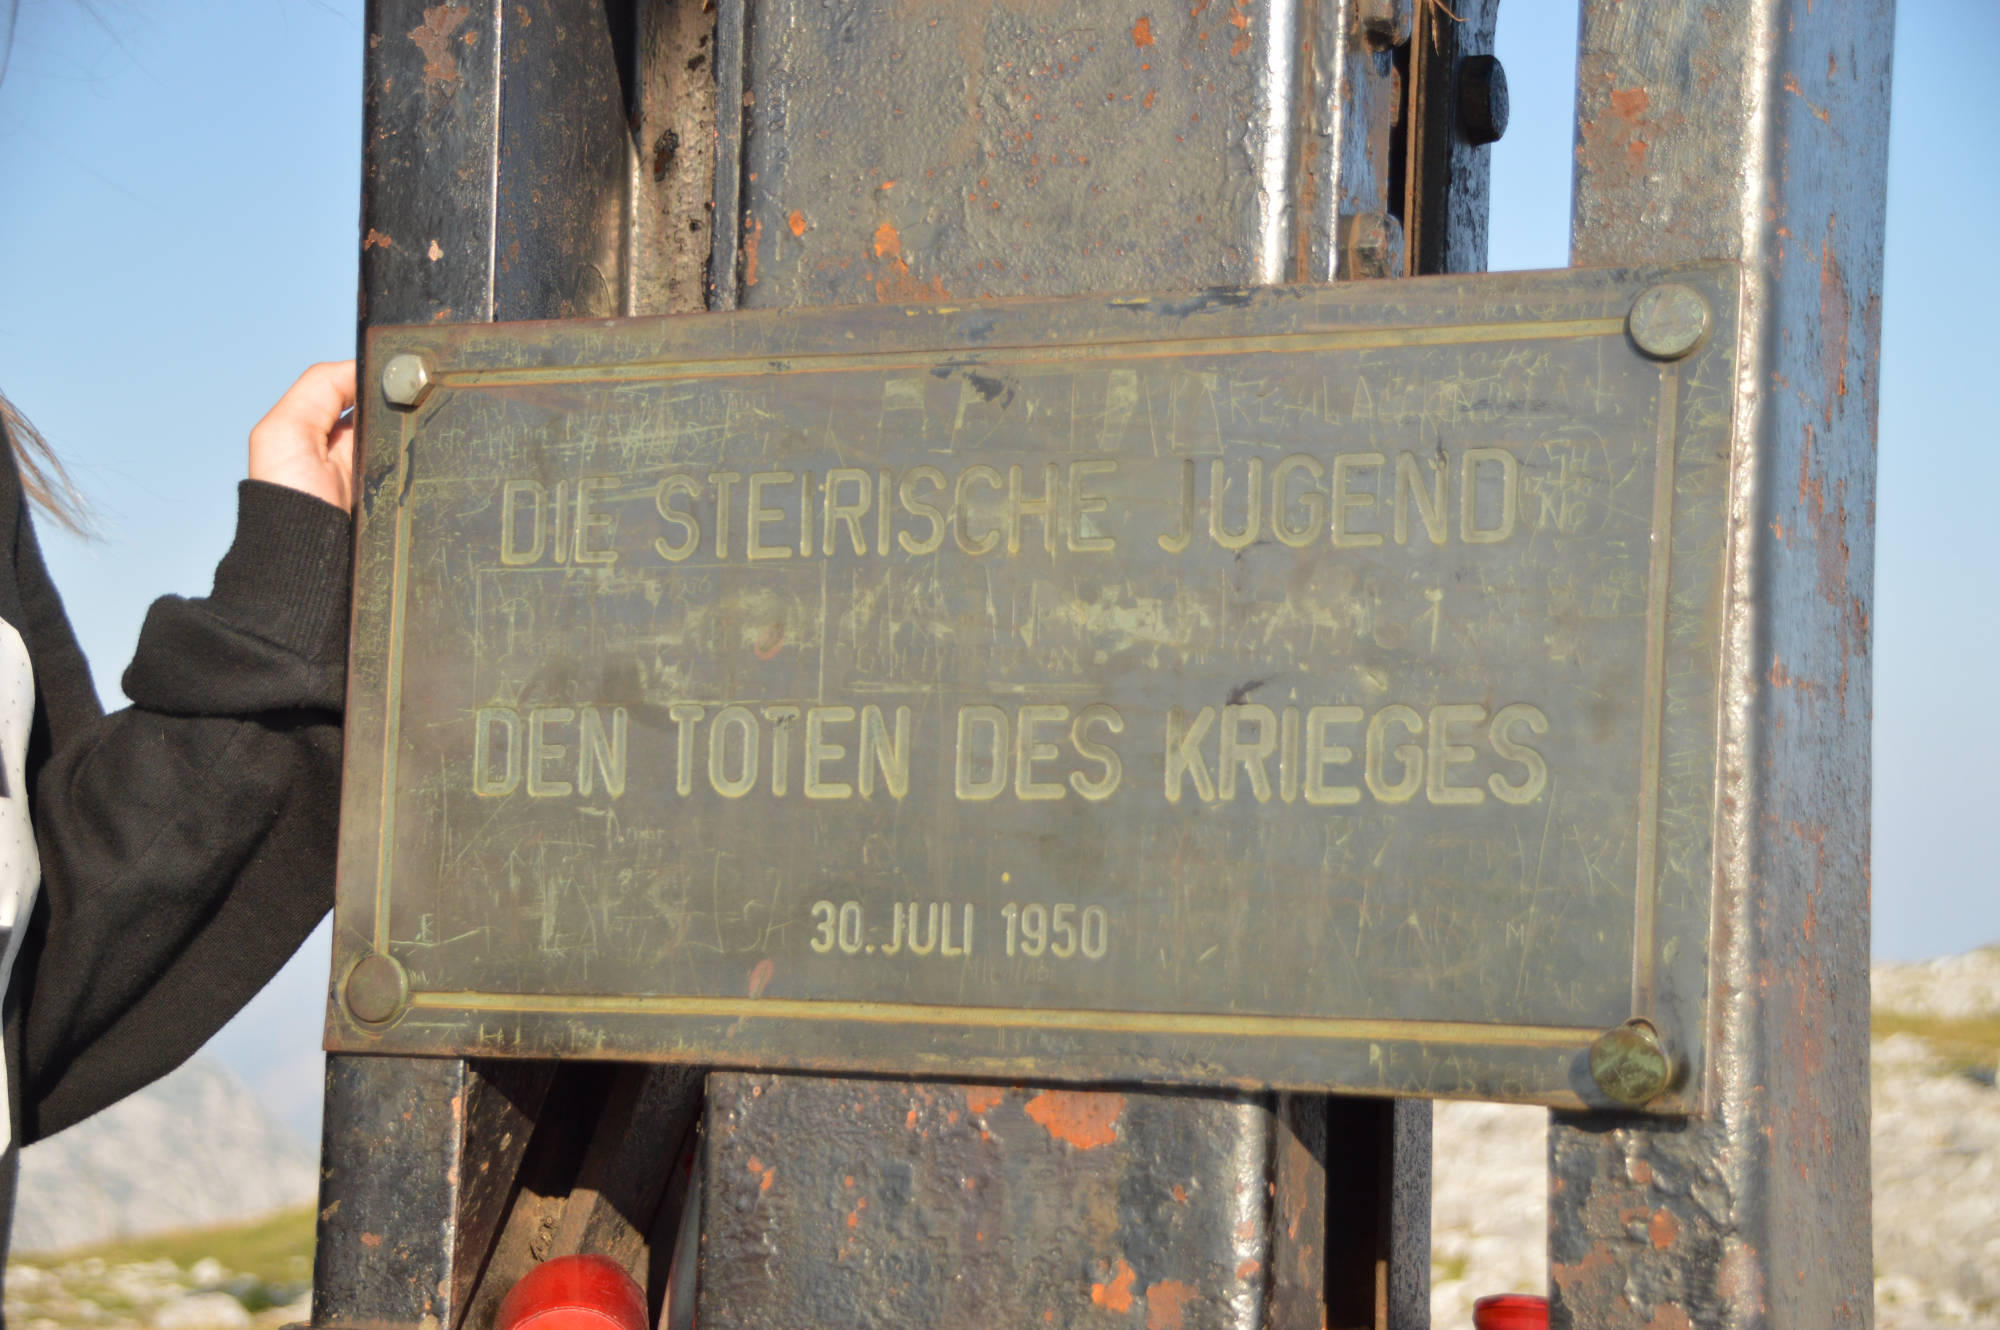 DIE STEIRISCHE JUGEND
DEN TOTEN DES KRIEGES
30. JULI 1950